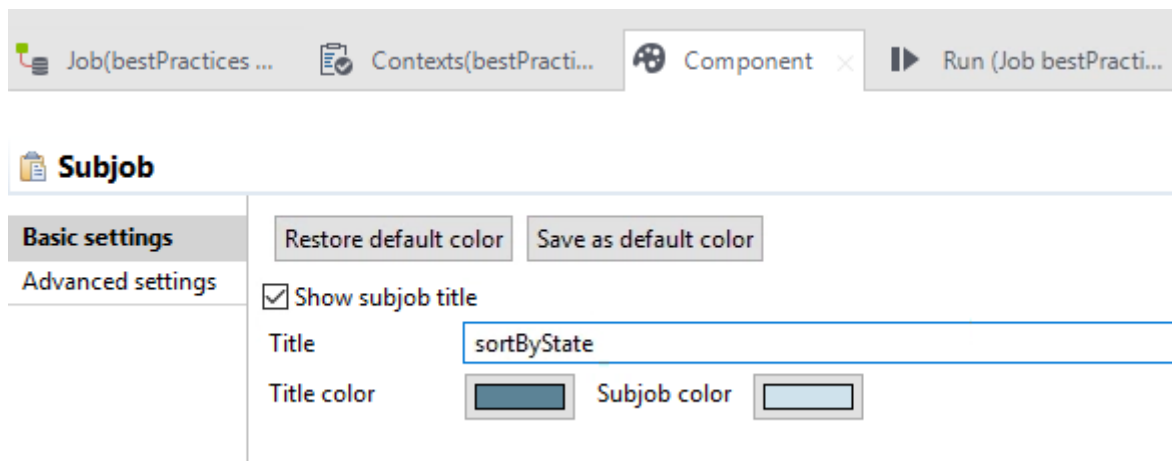 Job(bestPractices ... Contexts(bestPracti... Component Run (Job bestPracti...
Subjob
Basic settings Restore default color Save as default color
Advanced settings
Show subjob title
Title sortByState
Title color Subjob color